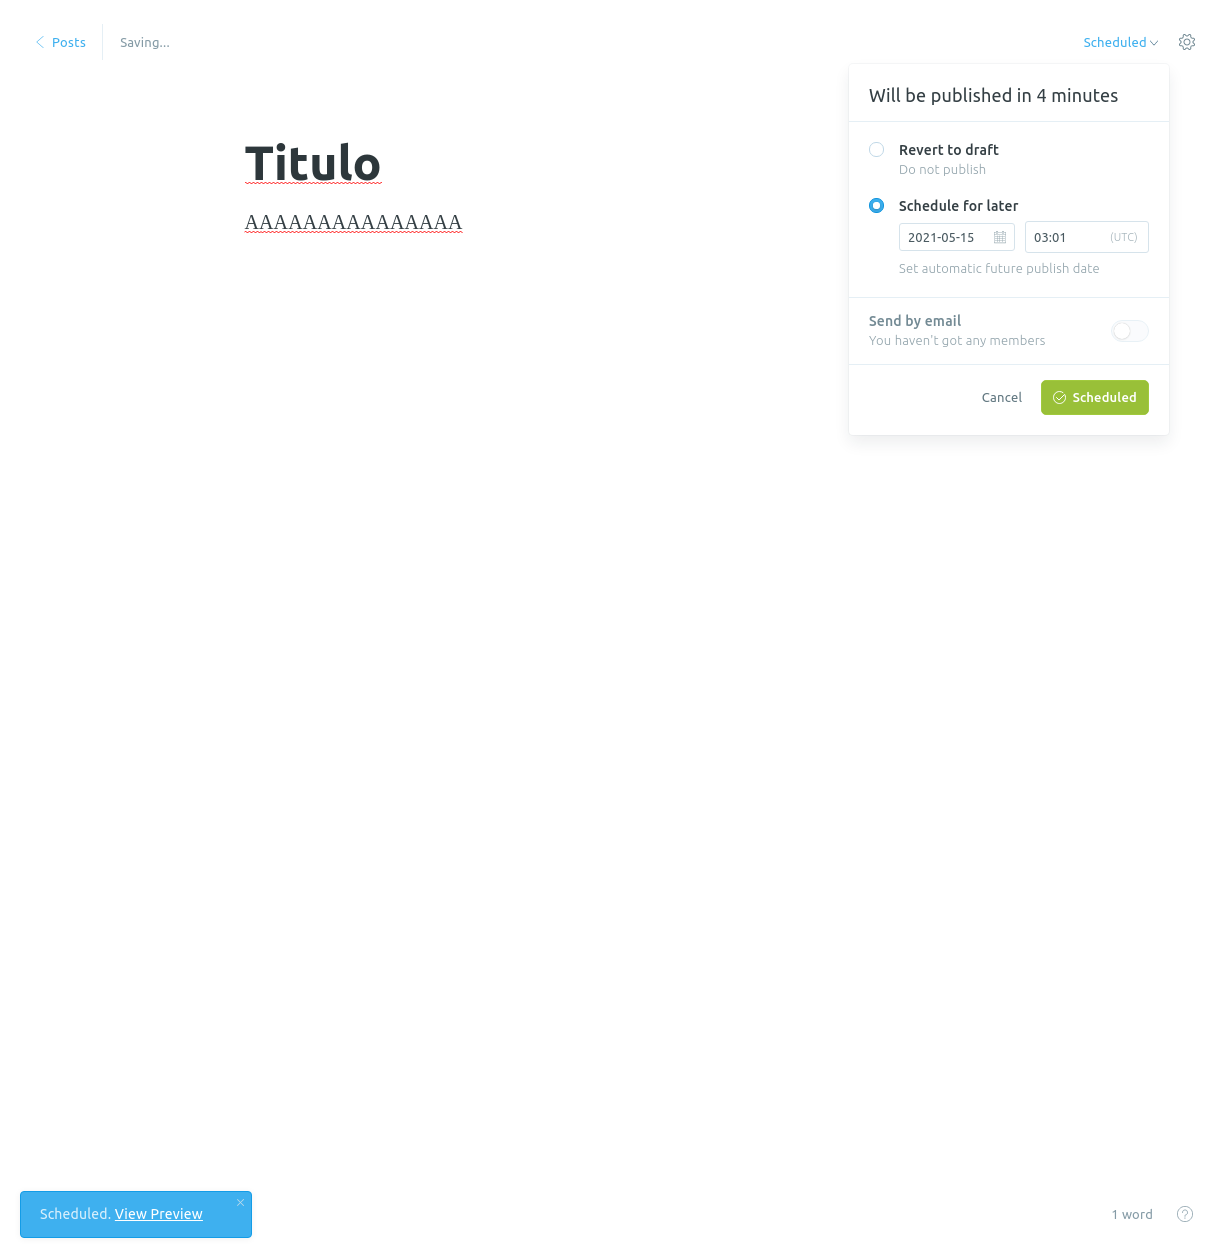 Posts
Saving...
Scheduled
Will be published in 4 minutes
Titulo
AAAAAAAAAAAAAAA
Revert to draft
Do not publish
Schedule for later
2021-05-15
03:01 (UTC)
Set automatic future publish date
Send by email
You haven't got any members
Cancel
Scheduled
Scheduled. View Preview
1 word